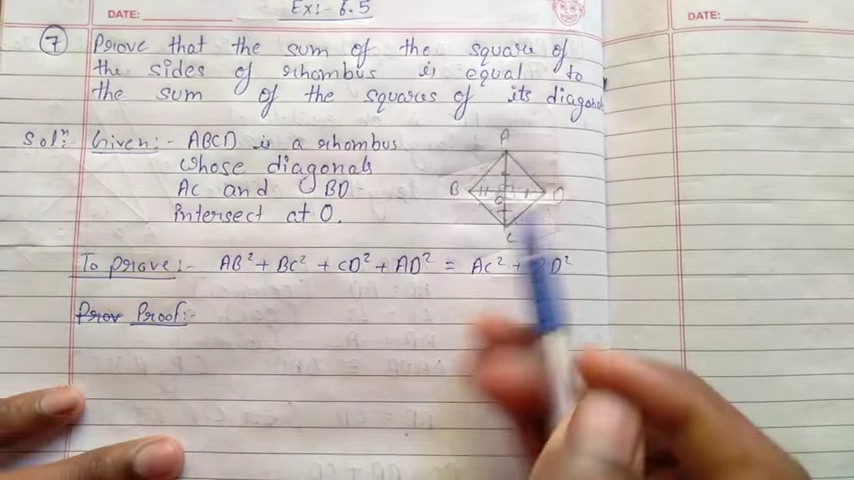 Ex:- 6.5
DATE:
DATE:
7 Prove that the sum of the square of
the sides of rhombus is equal to
the sum of the squares of its diagonals
Solⁿ: Given:- ABCD is a rhombus
whose diagonals
AC and BD
intersect at O.
A
B O D
C
To prove:- AB² + BC² + CD² + AD² = AC² + BD²
Prov Proof:-